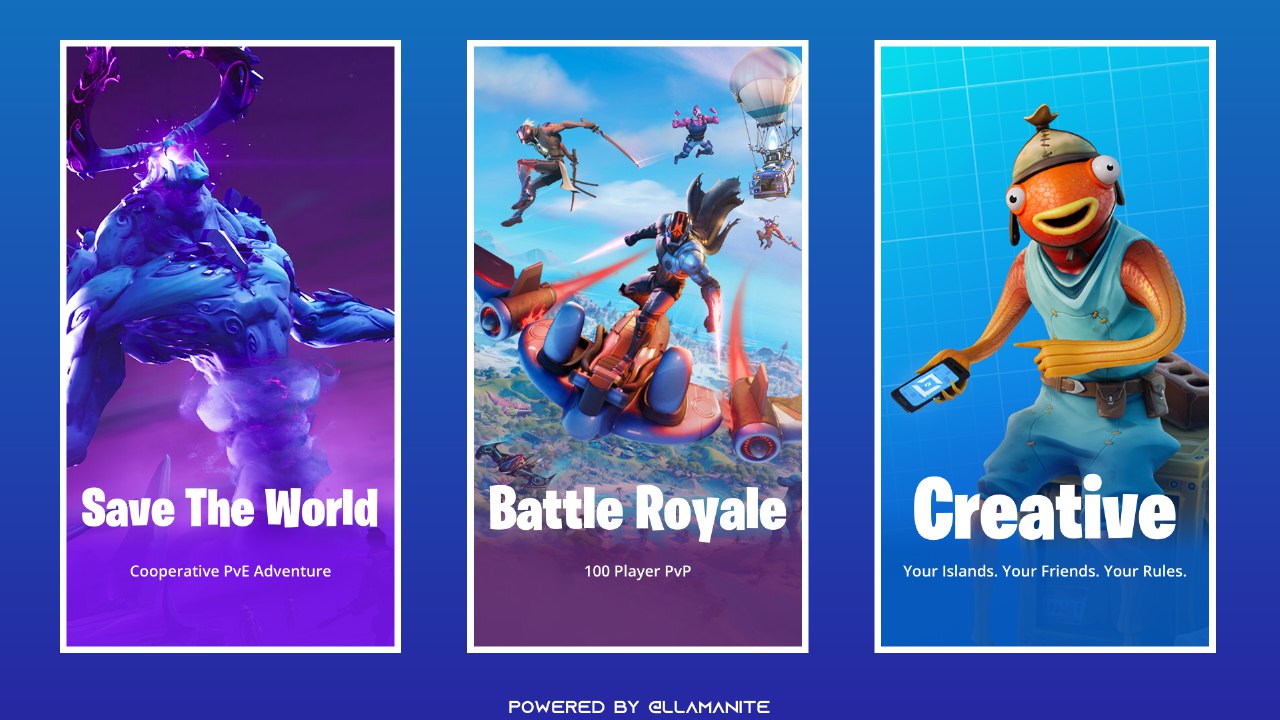 Save The World
Cooperative PvE Adventure
Battle Royale
100 Player PvP
Creative
Your Islands. Your Friends. Your Rules.
POWERED BY @LLAMANITE